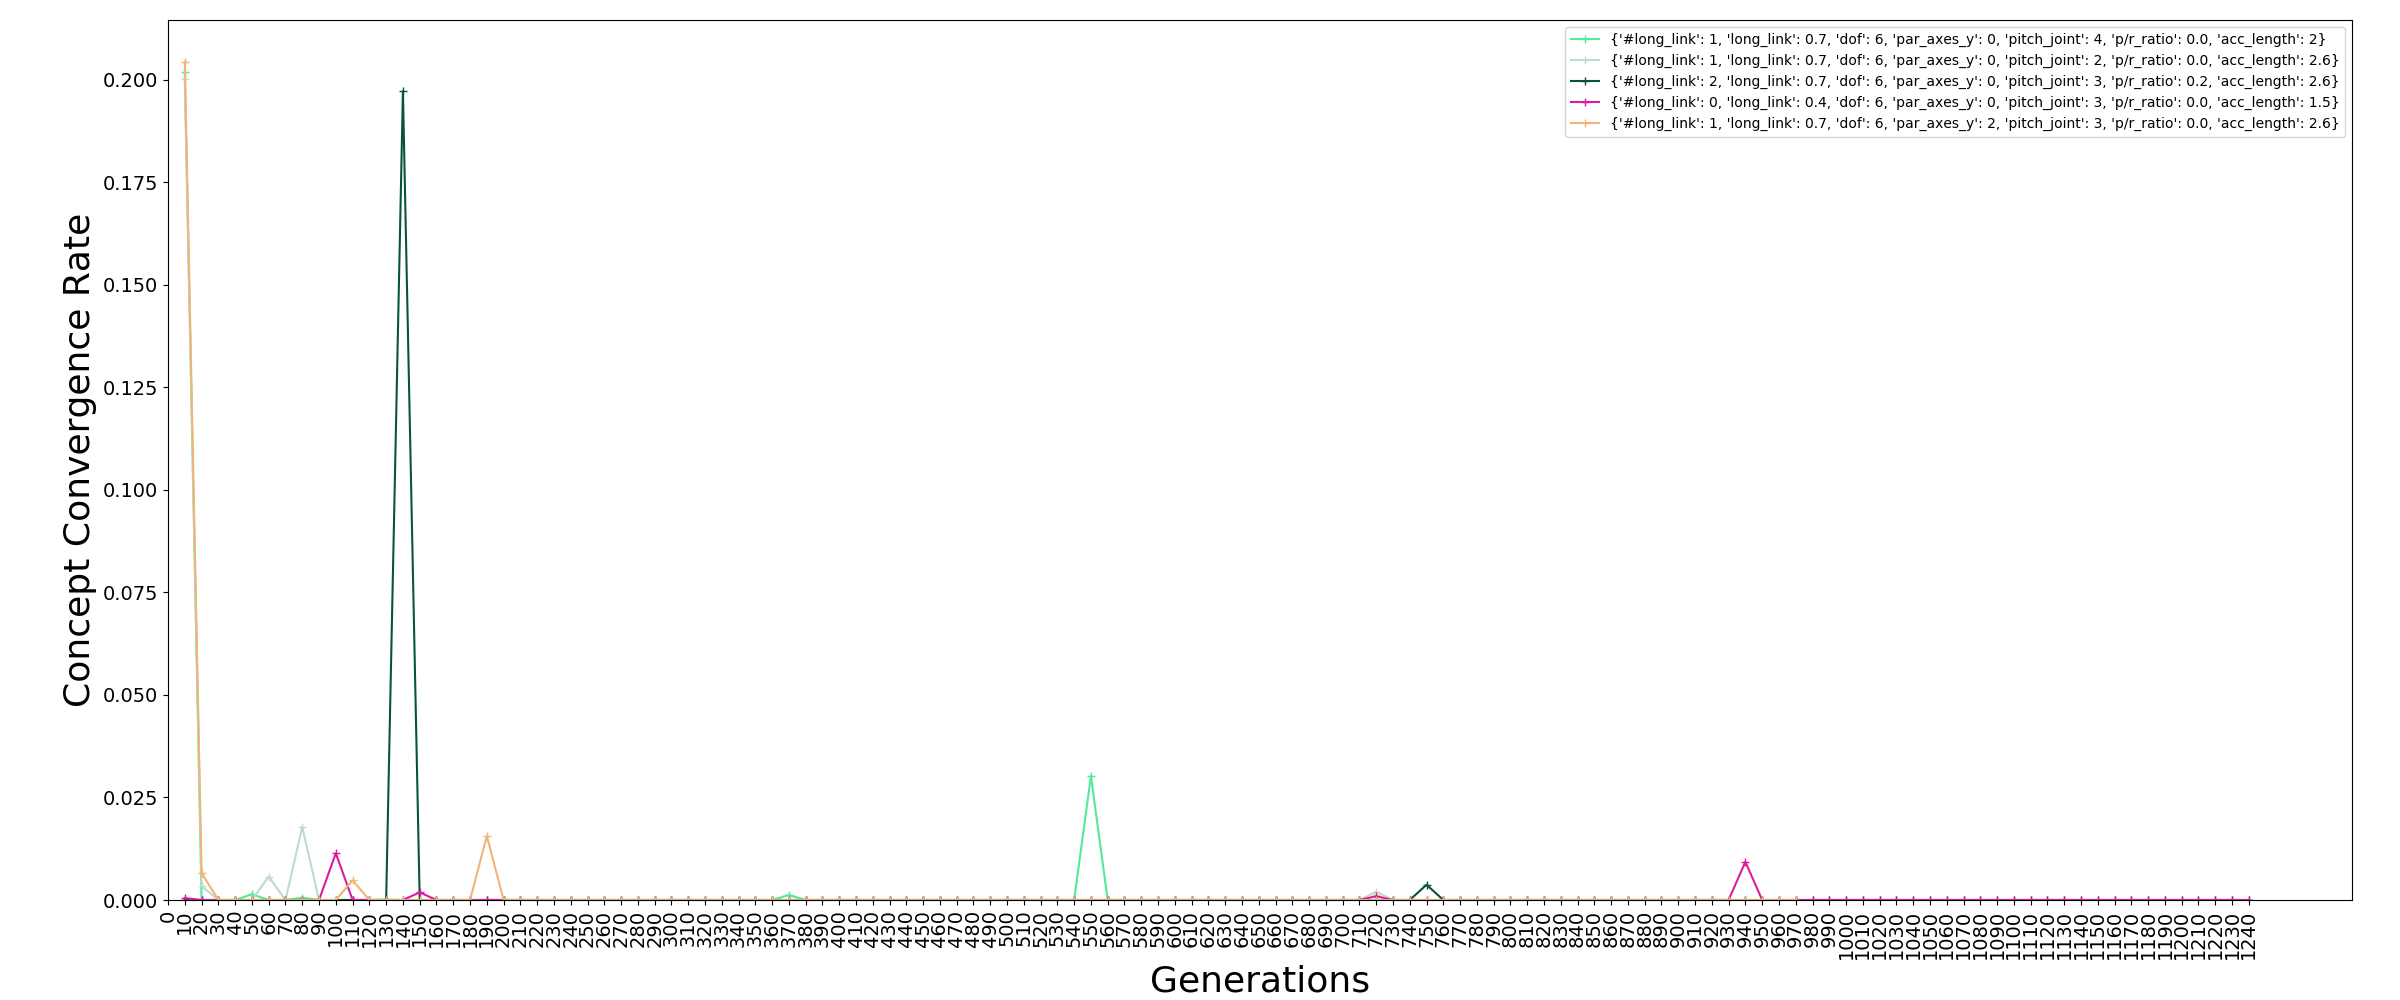 {'#long_link': 1, 'long_link': 0.7, 'dof': 6, 'par_axes_y': 0, 'pitch_joint': 4, 'p/r_ratio': 0.0, 'acc_length': 2}
{'#long_link': 1, 'long_link': 0.7, 'dof': 6, 'par_axes_y': 0, 'pitch_joint': 2, 'p/r_ratio': 0.0, 'acc_length': 2.6}
{'#long_link': 2, 'long_link': 0.7, 'dof': 6, 'par_axes_y': 0, 'pitch_joint': 3, 'p/r_ratio': 0.2, 'acc_length': 2.6}
{'#long_link': 0, 'long_link': 0.4, 'dof': 6, 'par_axes_y': 0, 'pitch_joint': 3, 'p/r_ratio': 0.0, 'acc_length': 1.5}
{'#long_link': 1, 'long_link': 0.7, 'dof': 6, 'par_axes_y': 2, 'pitch_joint': 3, 'p/r_ratio': 0.0, 'acc_length': 2.6}
Concept Convergence Rate
0.200
0.175
0.150
0.125
0.100
0.075
0.050
0.025
0.000
0 10 20 30 40 50 60 70 80 90 100 110 120 130 140 150 160 170 180 190 200 210 220 230 240 250 260 270 280 290 300 310 320 330 340 350 360 370 380 390 400 410 420 430 440 450 460 470 480 490 500 510 520 530 540 550 560 570 580 590 600 610 620 630 640 650 660 670 680 690 700 710 720 730 740 750 760 770 780 790 800 810 820 830 840 850 860 870 880 890 900 910 920 930 940 950 960 970 980 990 1000 1010 1020 1030 1040 1050 1060 1070 1080 1090 1100 1110 1120 1130 1140 1150 1160 1170 1180 1190 1200 1210 1220 1230 1240
Generations